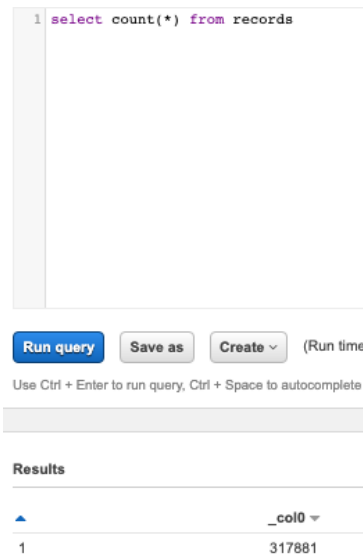 1 select count(*) from records
Run query Save as Create (Run time
Use Ctrl + Enter to run query, Ctrl + Space to autocomplete
Results
_col0
1 317881